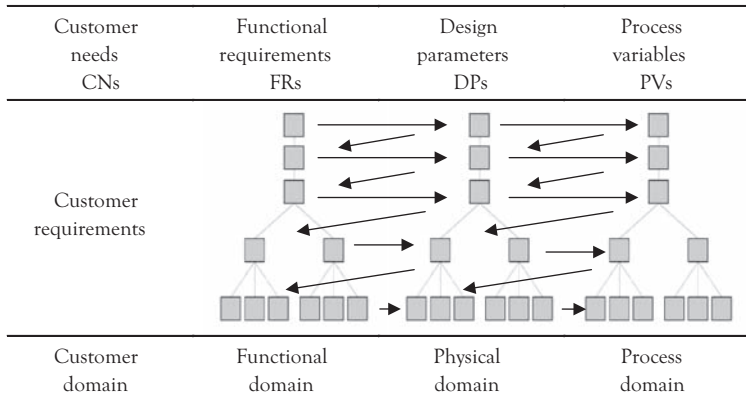 Customer
needs
CNs
Functional
requirements
FRs
Design
parameters
DPs
Process
variables
PVs
Customer
requirements
Customer
domain
Functional
domain
Physical
domain
Process
domain